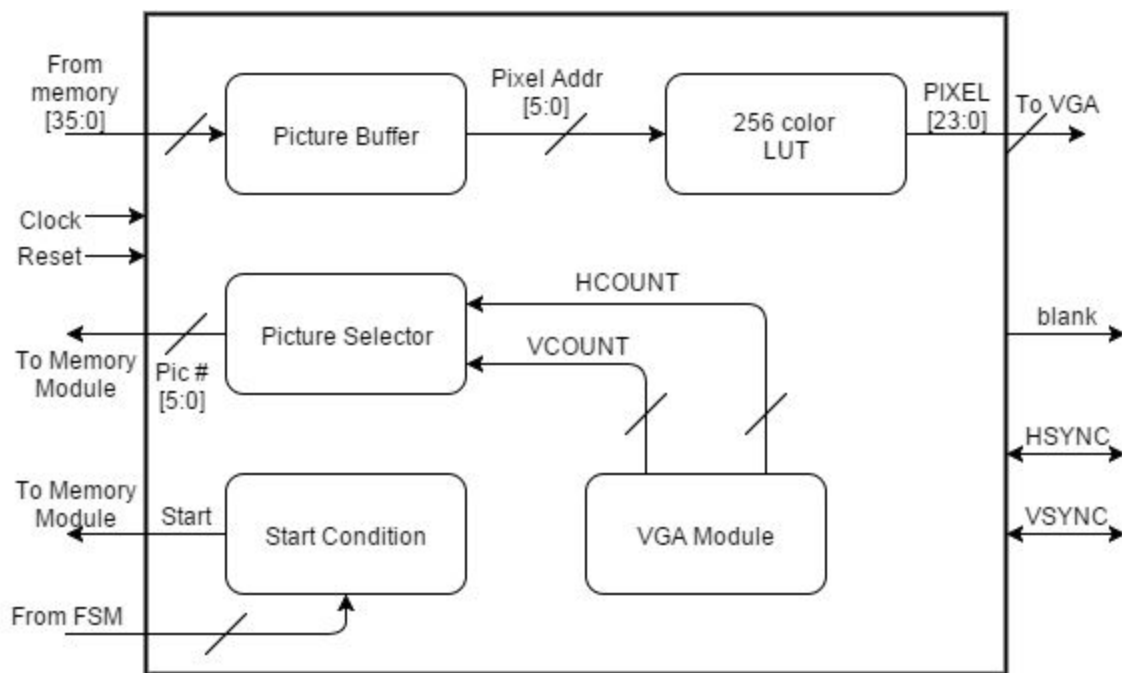 From
memory
[35:0]
Picture Buffer
Pixel Addr
[5:0]
256 color
LUT
PIXEL
[23:0]
To VGA
Clock
Reset
Picture Selector
HCOUNT
VCOUNT
To Memory
Module
Pic #
[5:0]
blank
HSYNC
VSYNC
To Memory
Module
Start
Start Condition
VGA Module
From FSM